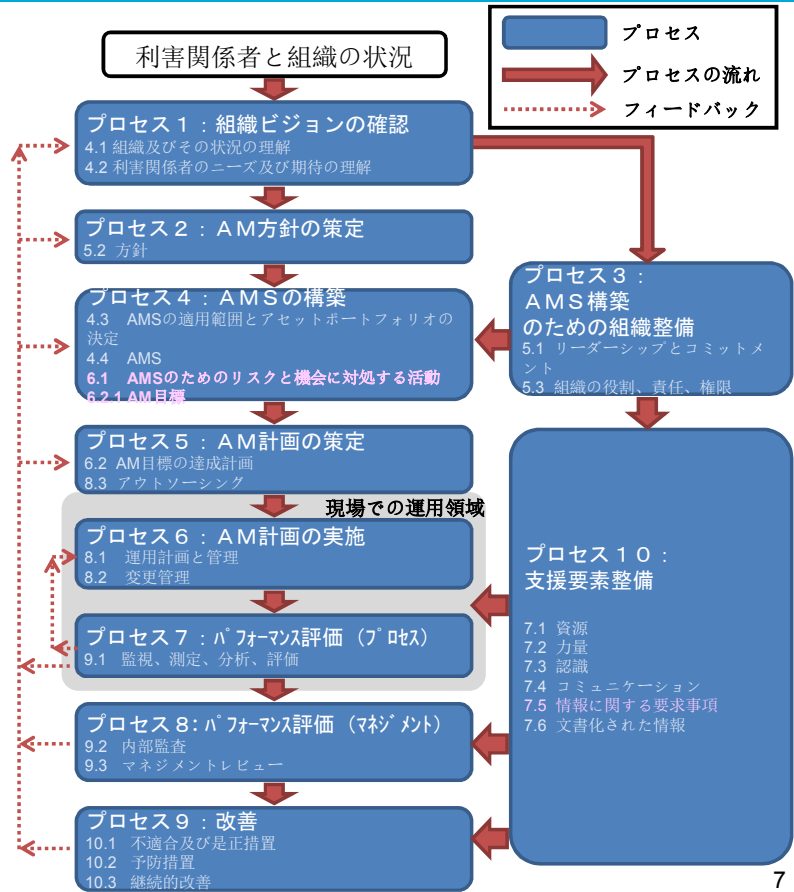 利害関係者と組織の状況
プロセス
プロセスの流れ
フィードバック
プロセス１：組織ビジョンの確認
4.1 組織及びその状況の理解
4.2 利害関係者のニーズ及び期待の理解
プロセス２：ＡＭ方針の策定
5.2 方針
プロセス３：
ＡＭＳ構築
のための組織整備
5.1 リーダーシップとコミットメ
ント
5.3 組織の役割、責任、権限
プロセス４：ＡＭＳの構築
4.3 AMSの適用範囲とアセットポートフォリオの
決定
4.4 AMS
6.1 AMSのためのリスクと機会に対処する活動
6.2.1 AM目標
プロセス５：ＡＭ計画の策定
6.2 AM目標の達成計画
8.3 アウトソーシング
現場での運用領域
プロセス６：ＡＭ計画の実施
8.1 運用計画と管理
8.2 変更管理
プロセス７：ﾊﾟﾌｫｰﾏﾝｽ評価（ﾌﾟﾛｾｽ）
9.1 監視、測定、分析、評価
プロセス８：ﾊﾟﾌｫｰﾏﾝｽ評価（ﾏﾈｼﾞﾒﾝﾄ）
9.2 内部監査
9.3 マネジメントレビュー
プロセス９：改善
10.1 不適合及び是正措置
10.2 予防措置
10.3 継続的改善
プロセス１０：
支援要素整備
7.1 資源
7.2 力量
7.3 認識
7.4 コミュニケーション
7.5 情報に関する要求事項
7.6 文書化された情報
7